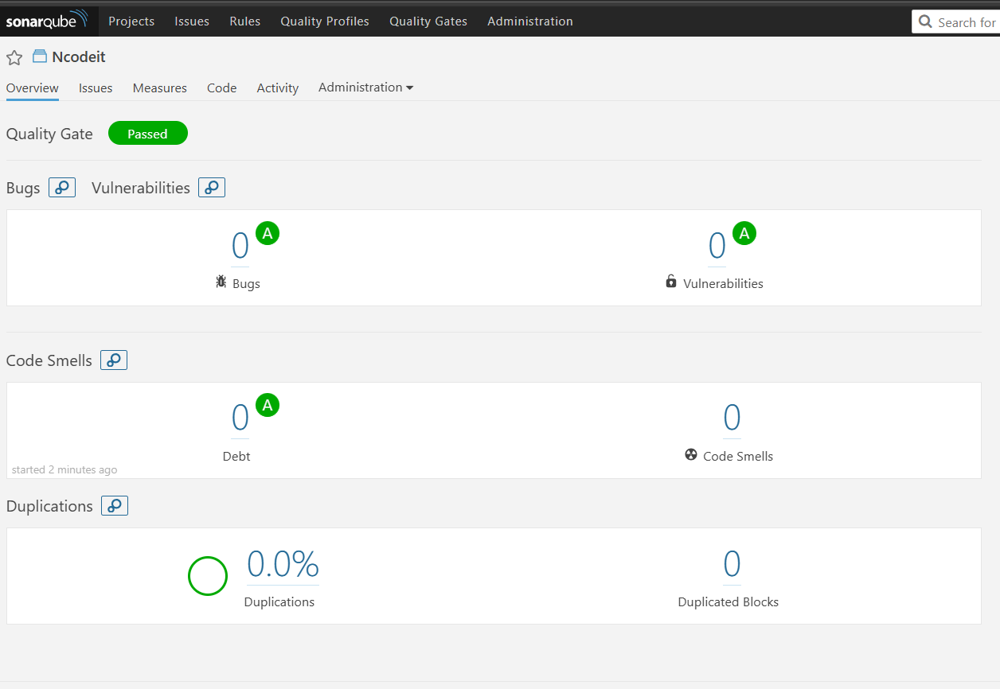 sonarqube Projects Issues Rules Quality Profiles Quality Gates Administration Search for
Ncodeit
Overview Issues Measures Code Activity Administration
Quality Gate Passed
Bugs Vulnerabilities
0 A 0 A
Bugs Vulnerabilities
Code Smells
0 A 0
Debt Code Smells
started 2 minutes ago
Duplications
0.0% 0
Duplications Duplicated Blocks